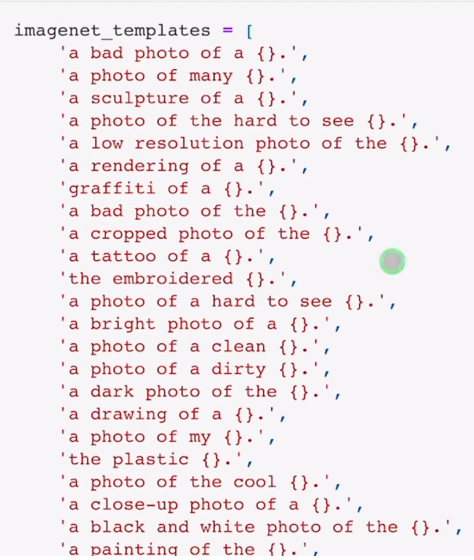 imagenet_templates = [
'a bad photo of a {}.',
'a photo of many {}.',
'a sculpture of a {}.',
'a photo of the hard to see {}.',
'a low resolution photo of the {}.',
'a rendering of a {}.',
'graffiti of a {}.',
'a bad photo of the {}.',
'a cropped photo of the {}.',
'a tattoo of a {}.',
'the embroidered {}.',
'a photo of a hard to see {}.',
'a bright photo of a {}.',
'a photo of a clean {}.',
'a photo of a dirty {}.',
'a dark photo of the {}.',
'a drawing of a {}.',
'a photo of my {}.',
'the plastic {}.',
'a photo of the cool {}.',
'a close-up photo of a {}.',
'a black and white photo of the {}.',
'a painting of the {}.',